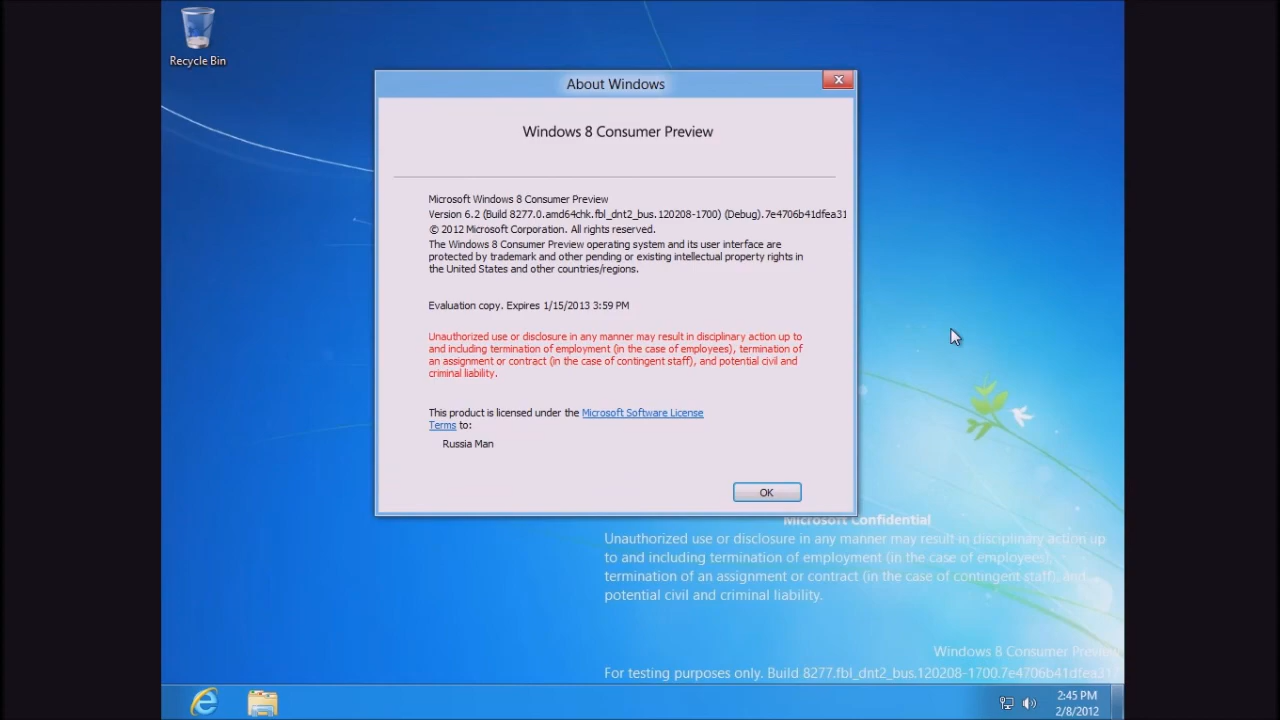 Recycle Bin
About Windows
Windows 8 Consumer Preview
Microsoft Windows 8 Consumer Preview
Version 6.2 (Build 8277.0.amd64chk.fbl_dnt2_bus.120208-1700) (Debug).7e4706b41dfea31
© 2012 Microsoft Corporation. All rights reserved.
The Windows 8 Consumer Preview operating system and its user interface are
protected by trademark and other pending or existing intellectual property rights in
the United States and other countries/regions.
Evaluation copy. Expires 1/15/2013 3:59 PM
Unauthorized use or disclosure in any manner may result in disciplinary action up to
and including termination of employment (in the case of employees), termination of
an assignment or contract (in the case of contingent staff), and potential civil and
criminal liability.
This product is licensed under the Microsoft Software License
Terms to:
Russia Man
OK
Microsoft Confidential
Unauthorized use or disclosure in any manner may result in disciplinary action up
to and including termination of employment (in the case of employees),
termination of an assignment or contract (in the case of contingent staff), and
potential civil and criminal liability.
Windows 8 Consumer Preview
For testing purposes only. Build 8277.fbl_dnt2_bus.120208-1700.7e4706b41dfea31
2:45 PM
2/8/2012